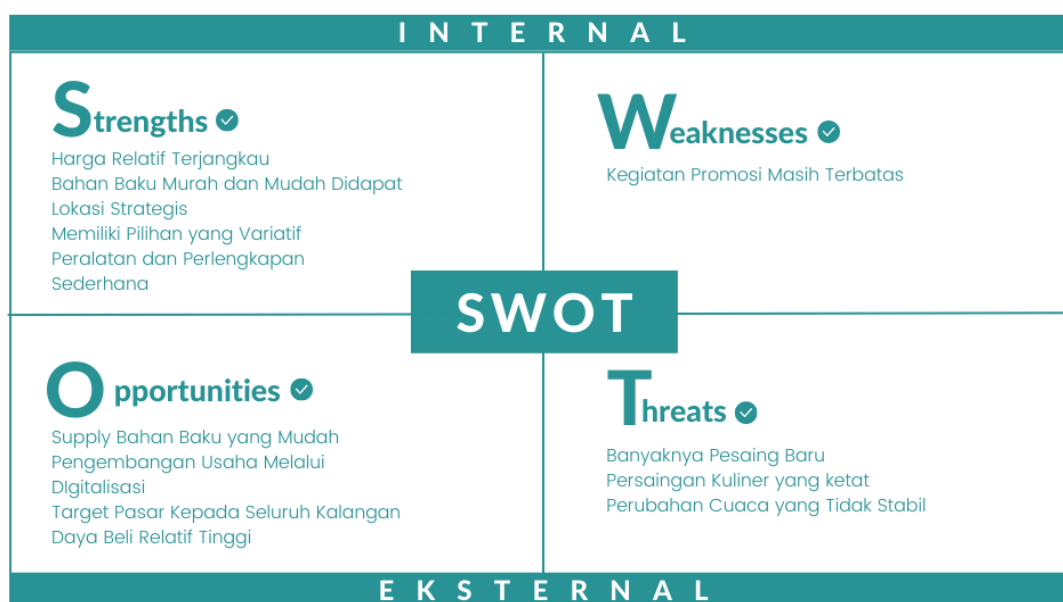 INTERNAL
Strengths
Harga Relatif Terjangkau
Bahan Baku Murah dan Mudah Didapat
Lokasi Strategis
Memiliki Pilihan yang Variatif
Peralatan dan Perlengkapan
Sederhana
Weaknesses
Kegiatan Promosi Masih Terbatas
SWOT
Opportunities
Supply Bahan Baku yang Mudah
Pengembangan Usaha Melalui
DIgitalisasi
Target Pasar Kepada Seluruh Kalangan
Daya Beli Relatif Tinggi
Threats
Banyaknya Pesaing Baru
Persaingan Kuliner yang ketat
Perubahan Cuaca yang Tidak Stabil
EKSTERNAL